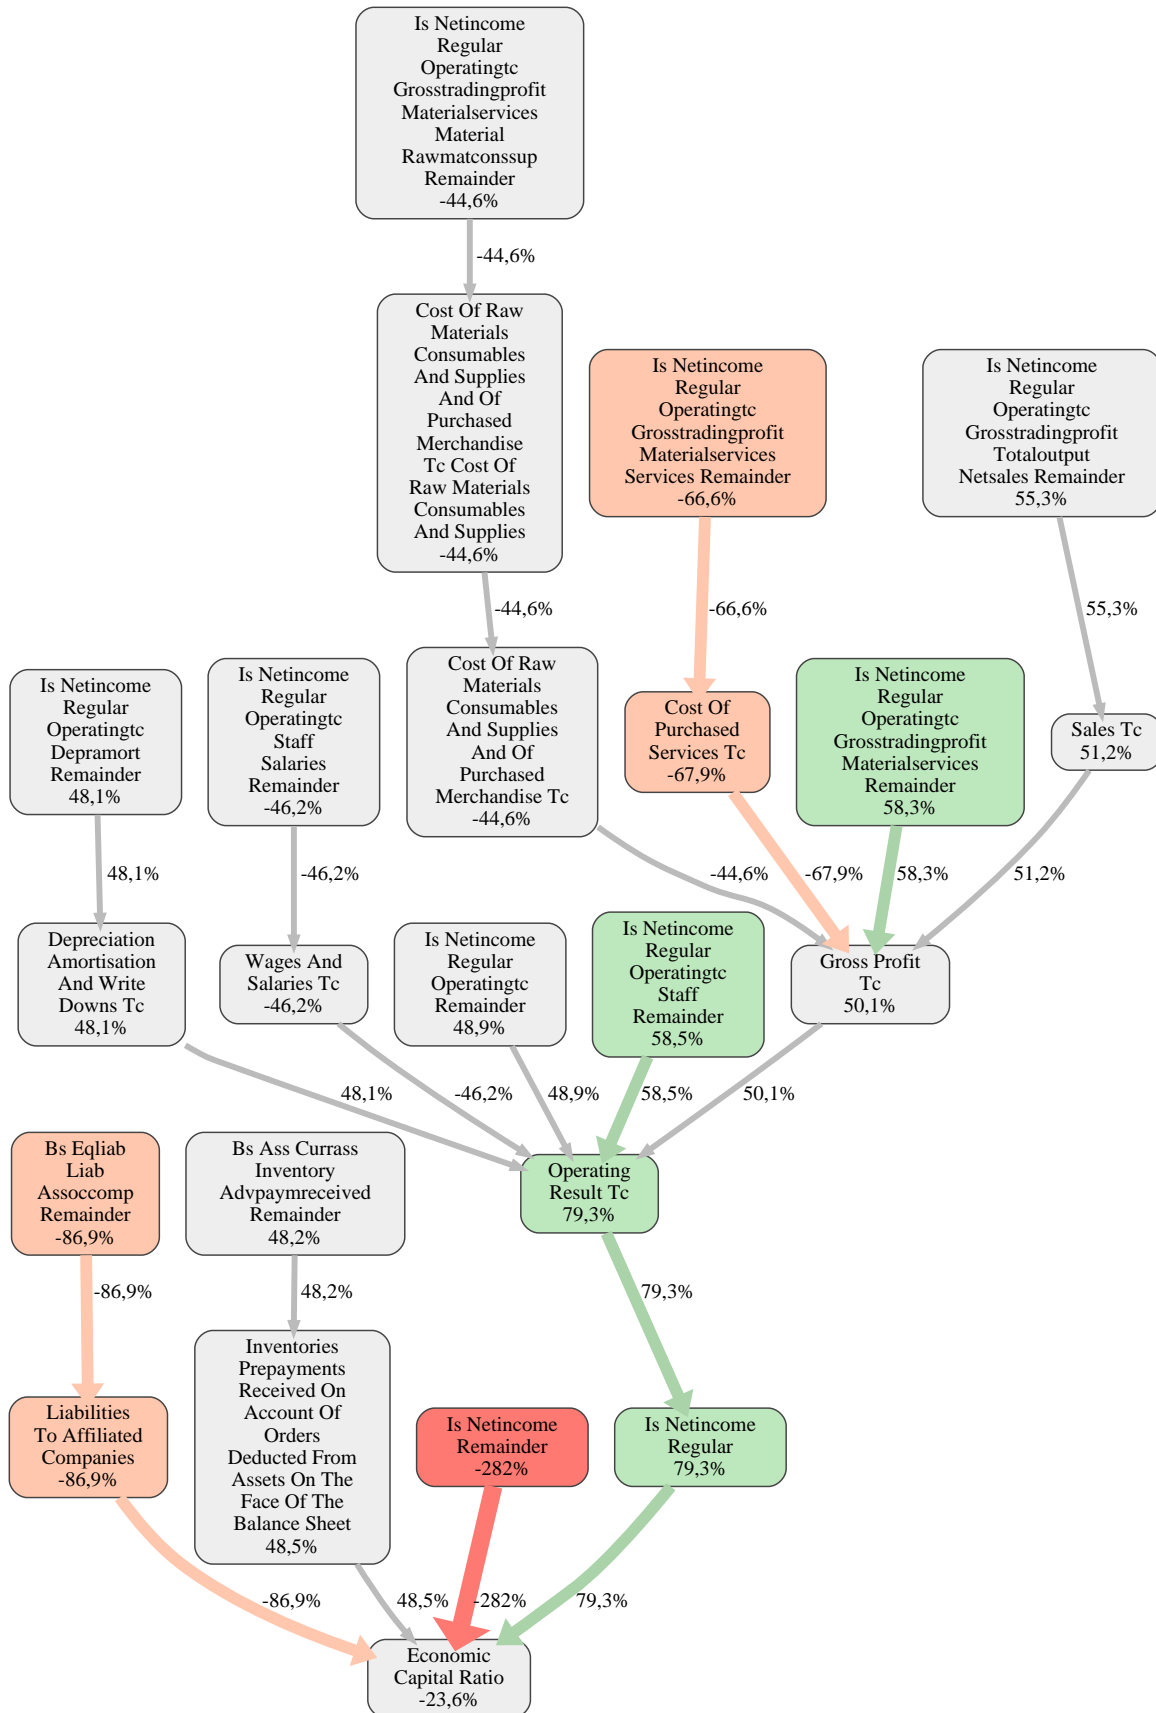 Is Netincome
Regular
Operatingtc
Grosstradingprofit
Materialservices
Material
Rawmatconssup
Remainder
-44,6%
-44,6%
Cost Of Raw
Materials
Consumables
And Supplies
And Of
Purchased
Merchandise
Tc Cost Of
Raw Materials
Consumables
And Supplies
-44,6%
Is Netincome
Regular
Operatingtc
Grosstradingprofit
Materialservices
Services Remainder
-66,6%
Is Netincome
Regular
Operatingtc
Grosstradingprofit
Totaloutput
Netsales Remainder
55,3%
-44,6%
-66,6%
55,3%
Is Netincome
Regular
Operatingtc
Depramort
Remainder
48,1%
Is Netincome
Regular
Operatingtc
Staff
Salaries
Remainder
-46,2%
Cost Of Raw
Materials
Consumables
And Supplies
And Of
Purchased
Merchandise Tc
-44,6%
Cost Of
Purchased
Services Tc
-67,9%
Is Netincome
Regular
Operatingtc
Grosstradingprofit
Materialservices
Remainder
58,3%
Sales Tc
51,2%
48,1%
-46,2%
-44,6%
-67,9%
58,3%
51,2%
Depreciation
Amortisation
And Write
Downs Tc
48,1%
Wages And
Salaries Tc
-46,2%
Is Netincome
Regular
Operatingtc
Remainder
48,9%
Is Netincome
Regular
Operatingtc
Staff
Remainder
58,5%
Gross Profit
Tc
50,1%
48,1%
-46,2%
48,9%
58,5%
50,1%
Bs Eqliab
Liab
Assoccomp
Remainder
-86,9%
Bs Ass Currass
Inventory
Advpaymreceived
Remainder
48,2%
Operating
Result Tc
79,3%
-86,9%
48,2%
79,3%
Liabilities
To Affiliated
Companies
-86,9%
Inventories
Prepayments
Received On
Account Of
Orders
Deducted From
Assets On The
Face Of The
Balance Sheet
48,5%
Is Netincome
Remainder
-282%
Is Netincome
Regular
79,3%
-86,9%
48,5%
-282%
79,3%
Economic
Capital Ratio
-23,6%